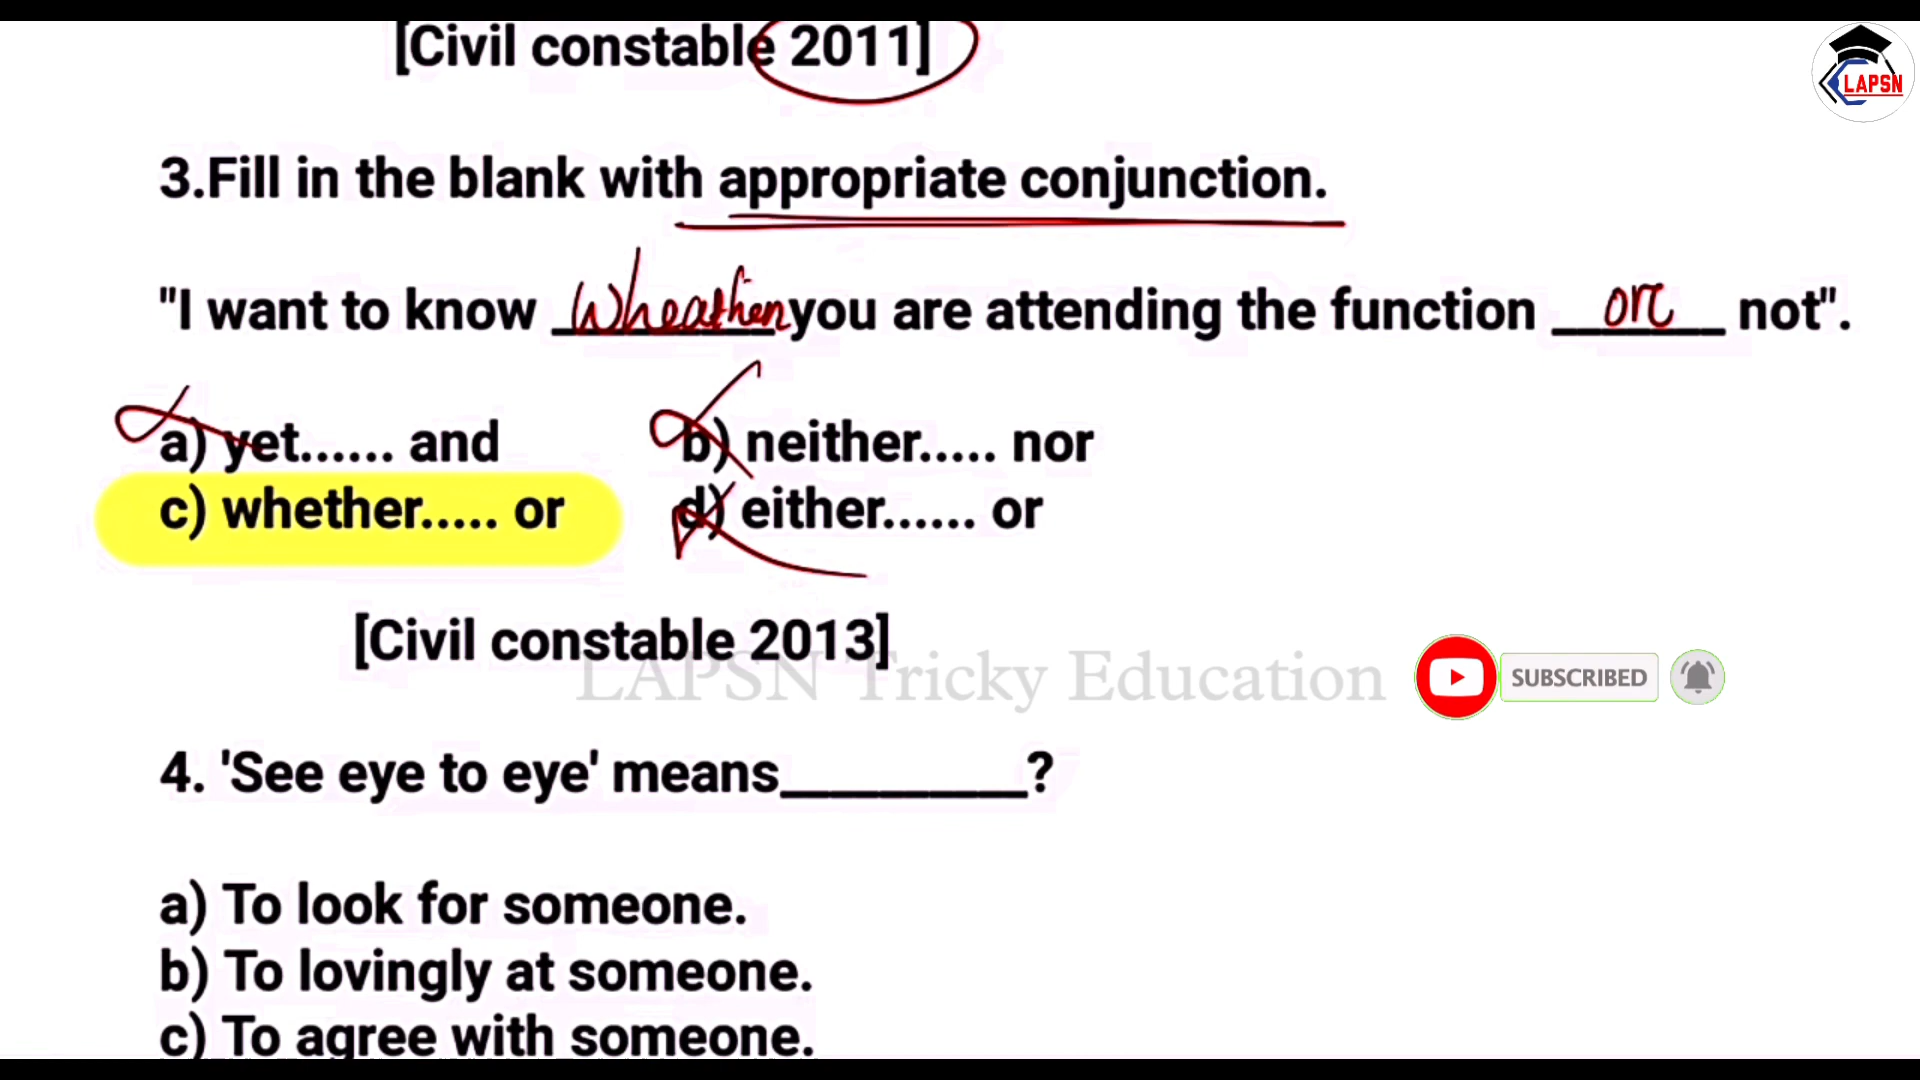 [Civil constable 2011]
LAPSN
3.Fill in the blank with appropriate conjunction.
"I want to know Wheather you are attending the function or not".
a) yet...... and b) neither..... nor
c) whether..... or d) either...... or
[Civil constable 2013]
LAPSN Tricky Education
SUBSCRIBED
4. 'See eye to eye' means_________?
a) To look for someone.
b) To lovingly at someone.
c) To agree with someone.